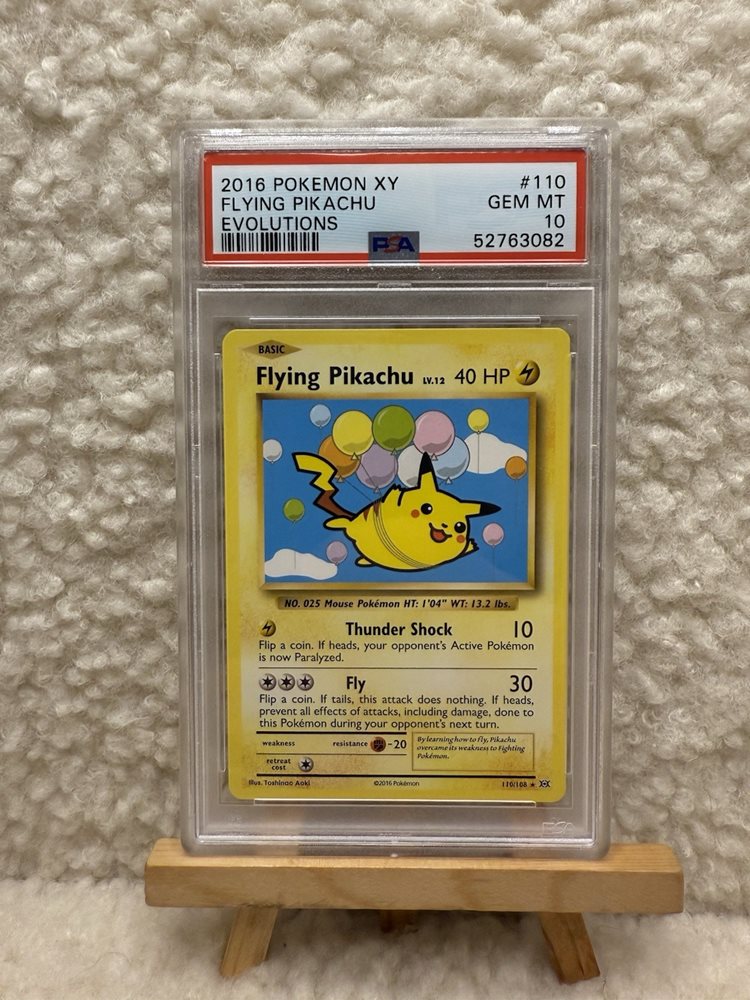 2016 POKEMON XY #110
FLYING PIKACHU GEM MT
EVOLUTIONS 10
PSA 52763082
BASIC
Flying Pikachu LV.12 40 HP
NO. 025 Mouse Pokémon HT: 1'04" WT: 13.2 lbs.
Thunder Shock 10
Flip a coin. If heads, your opponent's Active Pokémon
is now Paralyzed.
Fly 30
Flip a coin. If tails, this attack does nothing. If heads,
prevent all effects of attacks, including damage, done to
this Pokémon during your opponent's next turn.
weakness resistance -20
retreat
cost
By learning how to fly, Pikachu
overcame its weakness to Fighting
Pokémon.
Illus. Toshinao Aoki ©2016 Pokémon 110/108 ★ XY